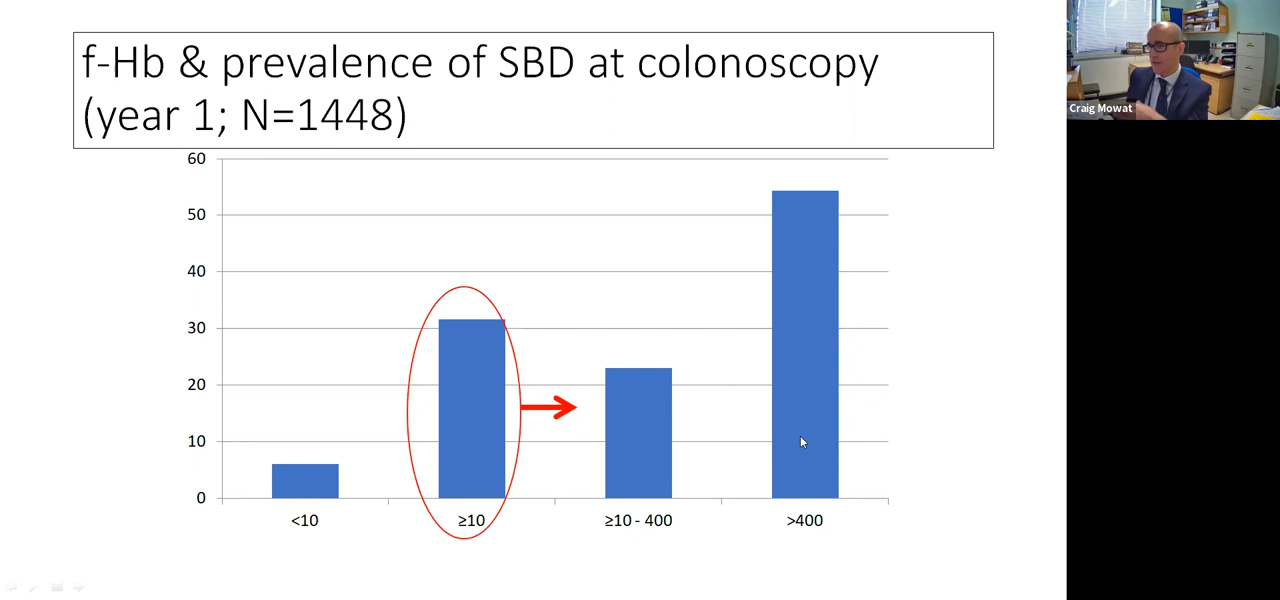 f-Hb & prevalence of SBD at colonoscopy
(year 1; N=1448)
Craig Mowat
60
50
40
30
20
10
0
<10
≥10
≥10 - 400
>400